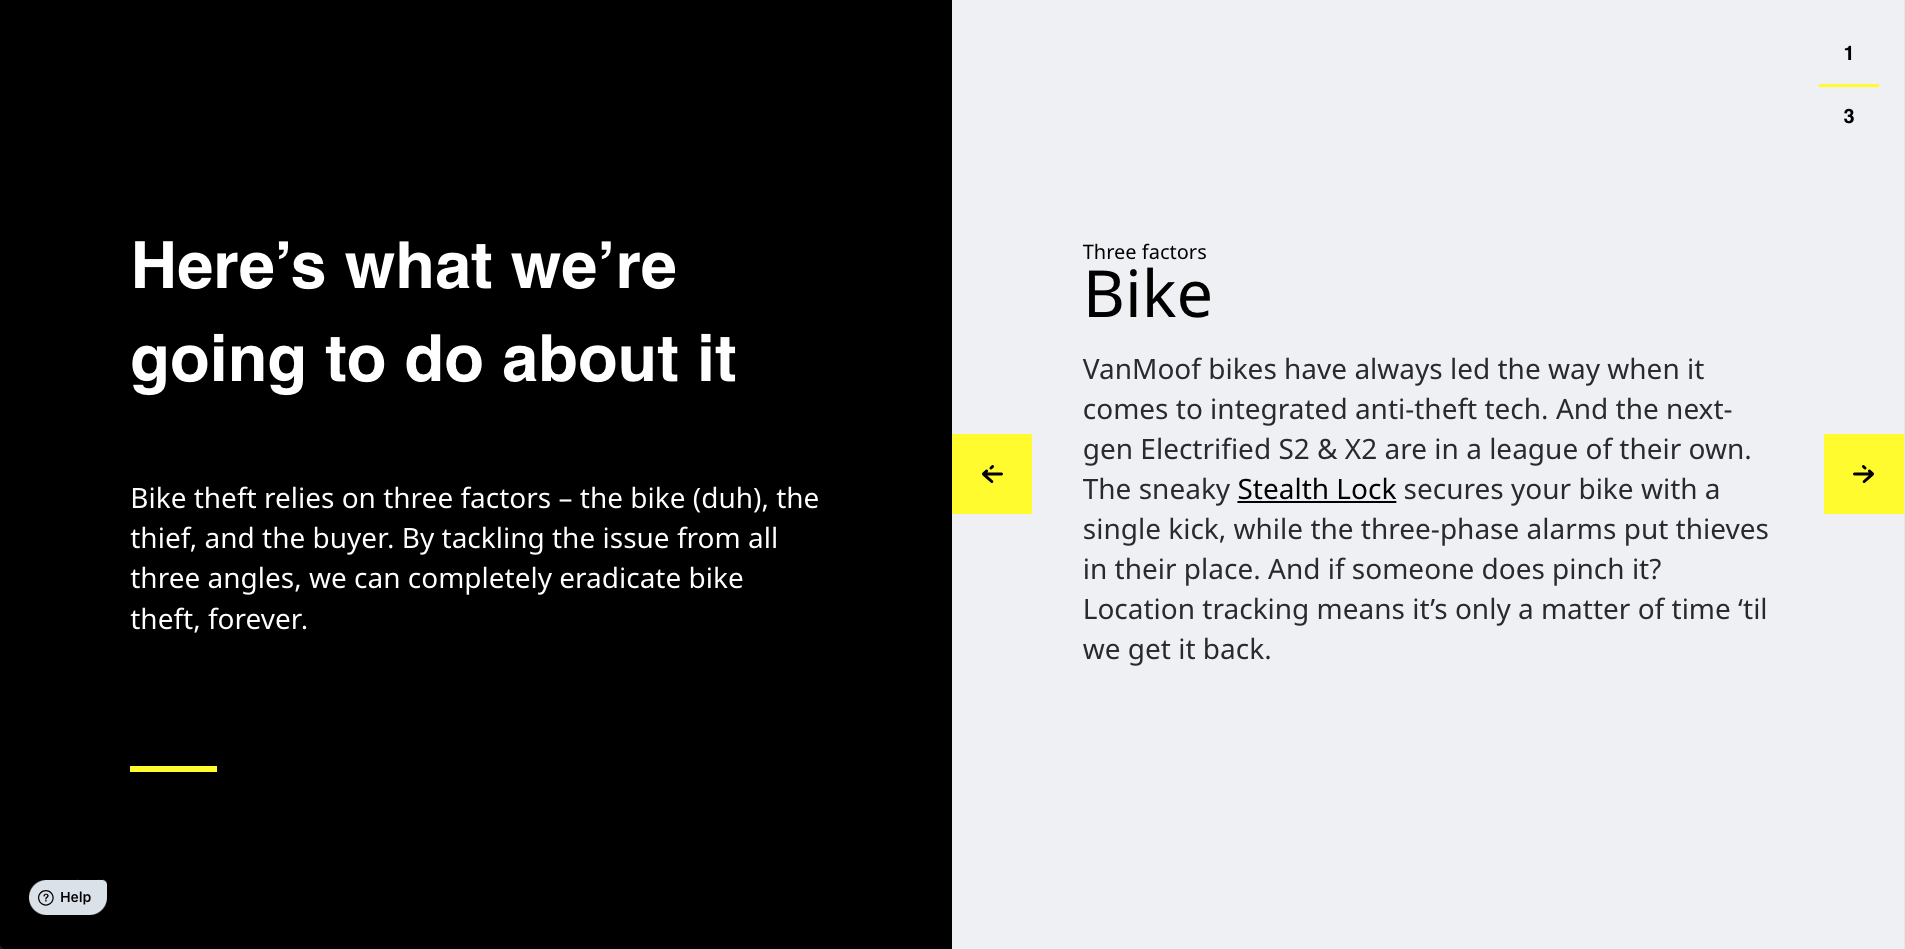 Here’s what we’re
going to do about it
Bike theft relies on three factors – the bike (duh), the
thief, and the buyer. By tackling the issue from all
three angles, we can completely eradicate bike
theft, forever.
Help
1
3
Three factors
Bike
VanMoof bikes have always led the way when it
comes to integrated anti-theft tech. And the next-
gen Electrified S2 & X2 are in a league of their own.
The sneaky Stealth Lock secures your bike with a
single kick, while the three-phase alarms put thieves
in their place. And if someone does pinch it?
Location tracking means it’s only a matter of time ‘til
we get it back.